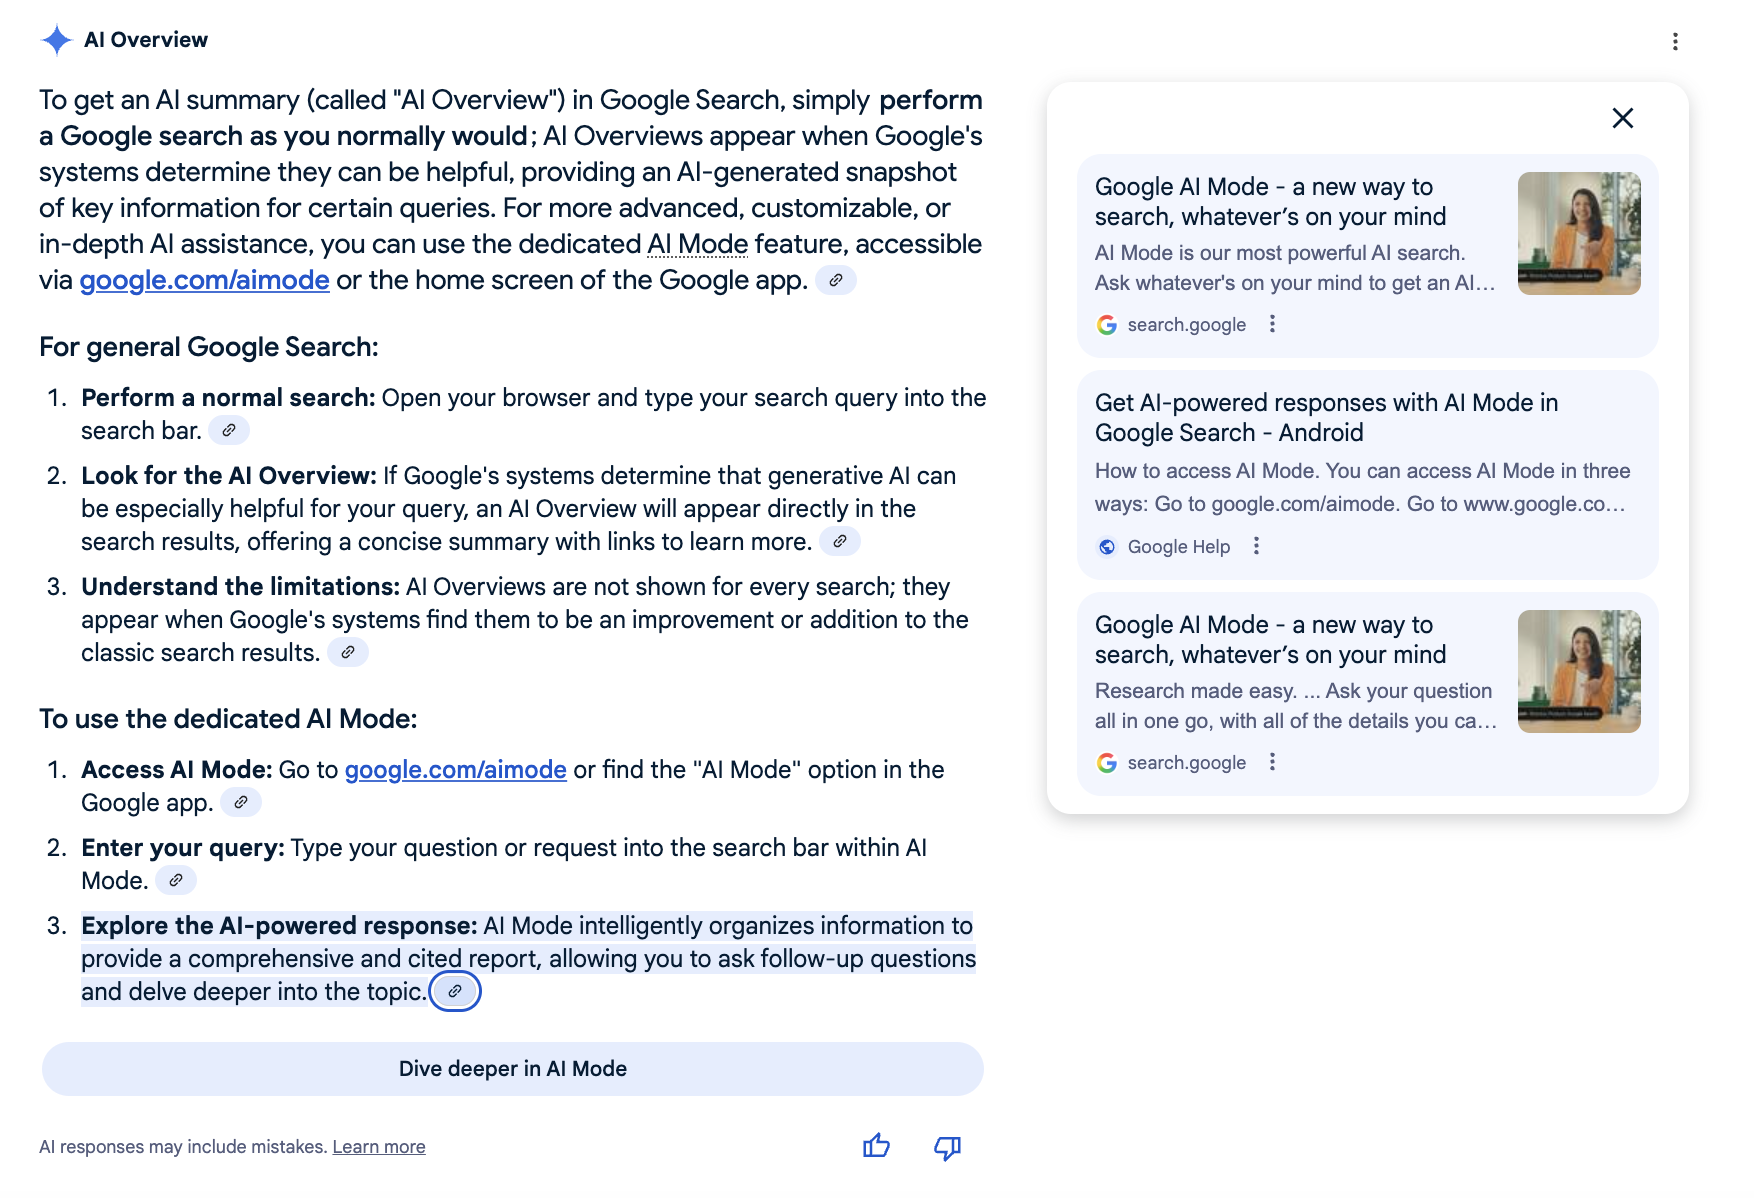 AI Overview
To get an AI summary (called "AI Overview") in Google Search, simply perform
a Google search as you normally would; AI Overviews appear when Google's
systems determine they can be helpful, providing an AI-generated snapshot
of key information for certain queries. For more advanced, customizable, or
in-depth AI assistance, you can use the dedicated AI Mode feature, accessible
via google.com/aimode or the home screen of the Google app.
For general Google Search:
1. Perform a normal search: Open your browser and type your search query into the
search bar.
2. Look for the AI Overview: If Google's systems determine that generative AI can
be especially helpful for your query, an AI Overview will appear directly in the
search results, offering a concise summary with links to learn more.
3. Understand the limitations: AI Overviews are not shown for every search; they
appear when Google's systems find them to be an improvement or addition to the
classic search results.
To use the dedicated AI Mode:
1. Access AI Mode: Go to google.com/aimode or find the "AI Mode" option in the
Google app.
2. Enter your query: Type your question or request into the search bar within AI
Mode.
3. Explore the AI-powered response: AI Mode intelligently organizes information to
provide a comprehensive and cited report, allowing you to ask follow-up questions
and delve deeper into the topic.
Dive deeper in AI Mode
AI responses may include mistakes. Learn more
Google AI Mode - a new way to
search, whatever’s on your mind
AI Mode is our most powerful AI search.
Ask whatever's on your mind to get an AI...
search.google
Get AI-powered responses with AI Mode in
Google Search - Android
How to access AI Mode. You can access AI Mode in three
ways: Go to google.com/aimode. Go to www.google.co...
Google Help
Google AI Mode - a new way to
search, whatever’s on your mind
Research made easy. ... Ask your question
all in one go, with all of the details you ca...
search.google